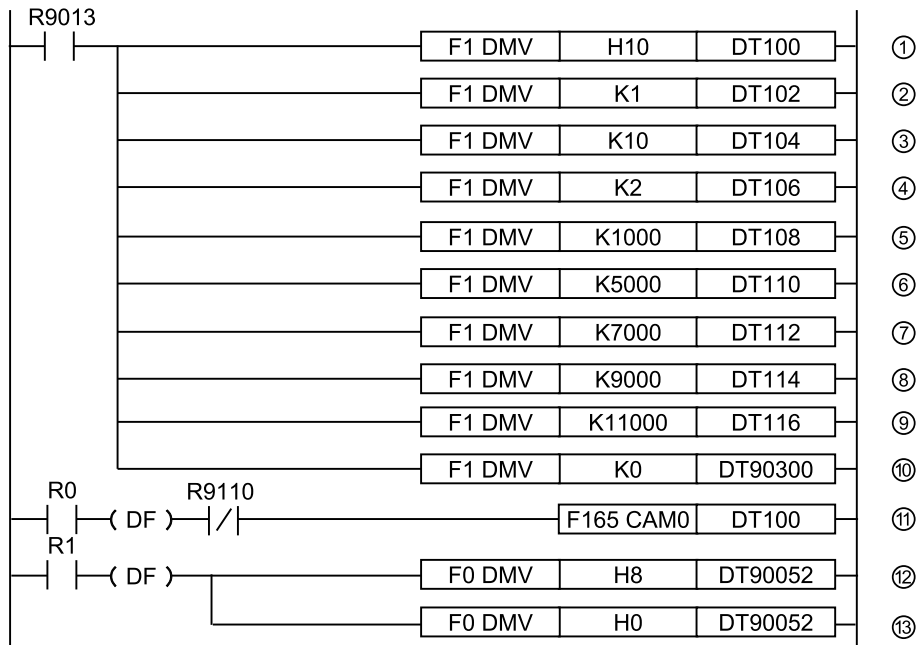 R9013
F1 DMV H10 DT100 ①
F1 DMV K1 DT102 ②
F1 DMV K10 DT104 ③
F1 DMV K2 DT106 ④
F1 DMV K1000 DT108 ⑤
F1 DMV K5000 DT110 ⑥
F1 DMV K7000 DT112 ⑦
F1 DMV K9000 DT114 ⑧
F1 DMV K11000 DT116 ⑨
F1 DMV K0 DT90300 ⑩
R0 R9110
( DF ) F165 CAM0 DT100 ⑪
R1
( DF ) F0 DMV H8 DT90052 ⑫
F0 DMV H0 DT90052 ⑬